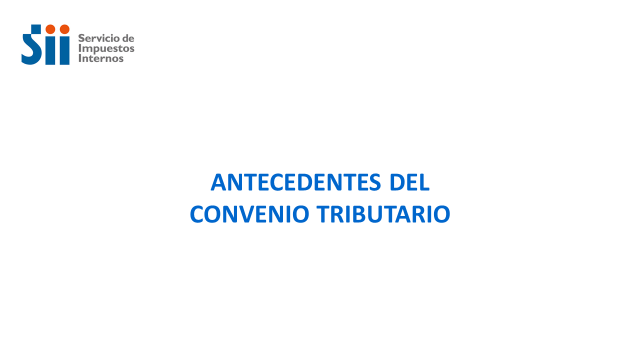 Sii
Servicio de
Impuestos
Internos
ANTECEDENTES DEL
CONVENIO TRIBUTARIO